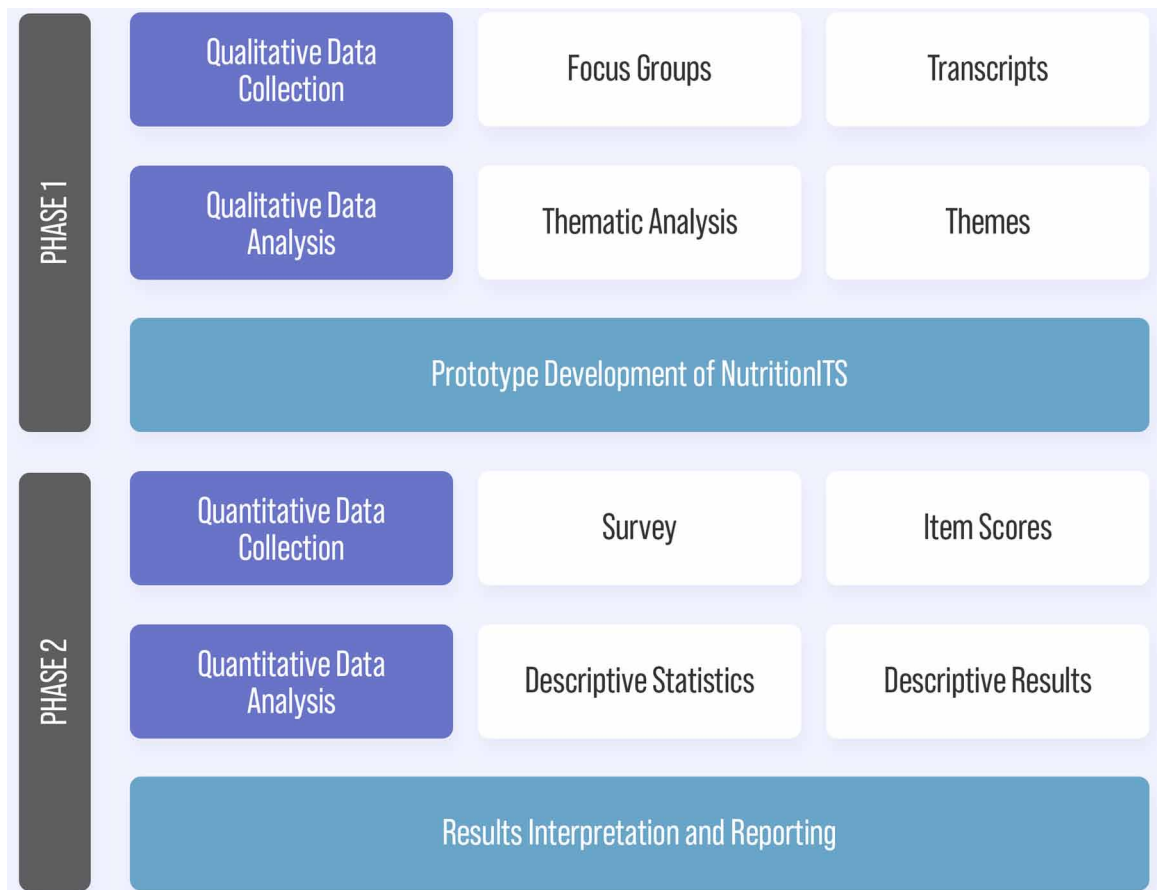 PHASE 1
Qualitative Data
Collection
Focus Groups
Transcripts
Qualitative Data
Analysis
Thematic Analysis
Themes
Prototype Development of NutritionITS
PHASE 2
Quantitative Data
Collection
Survey
Item Scores
Quantitative Data
Analysis
Descriptive Statistics
Descriptive Results
Results Interpretation and Reporting